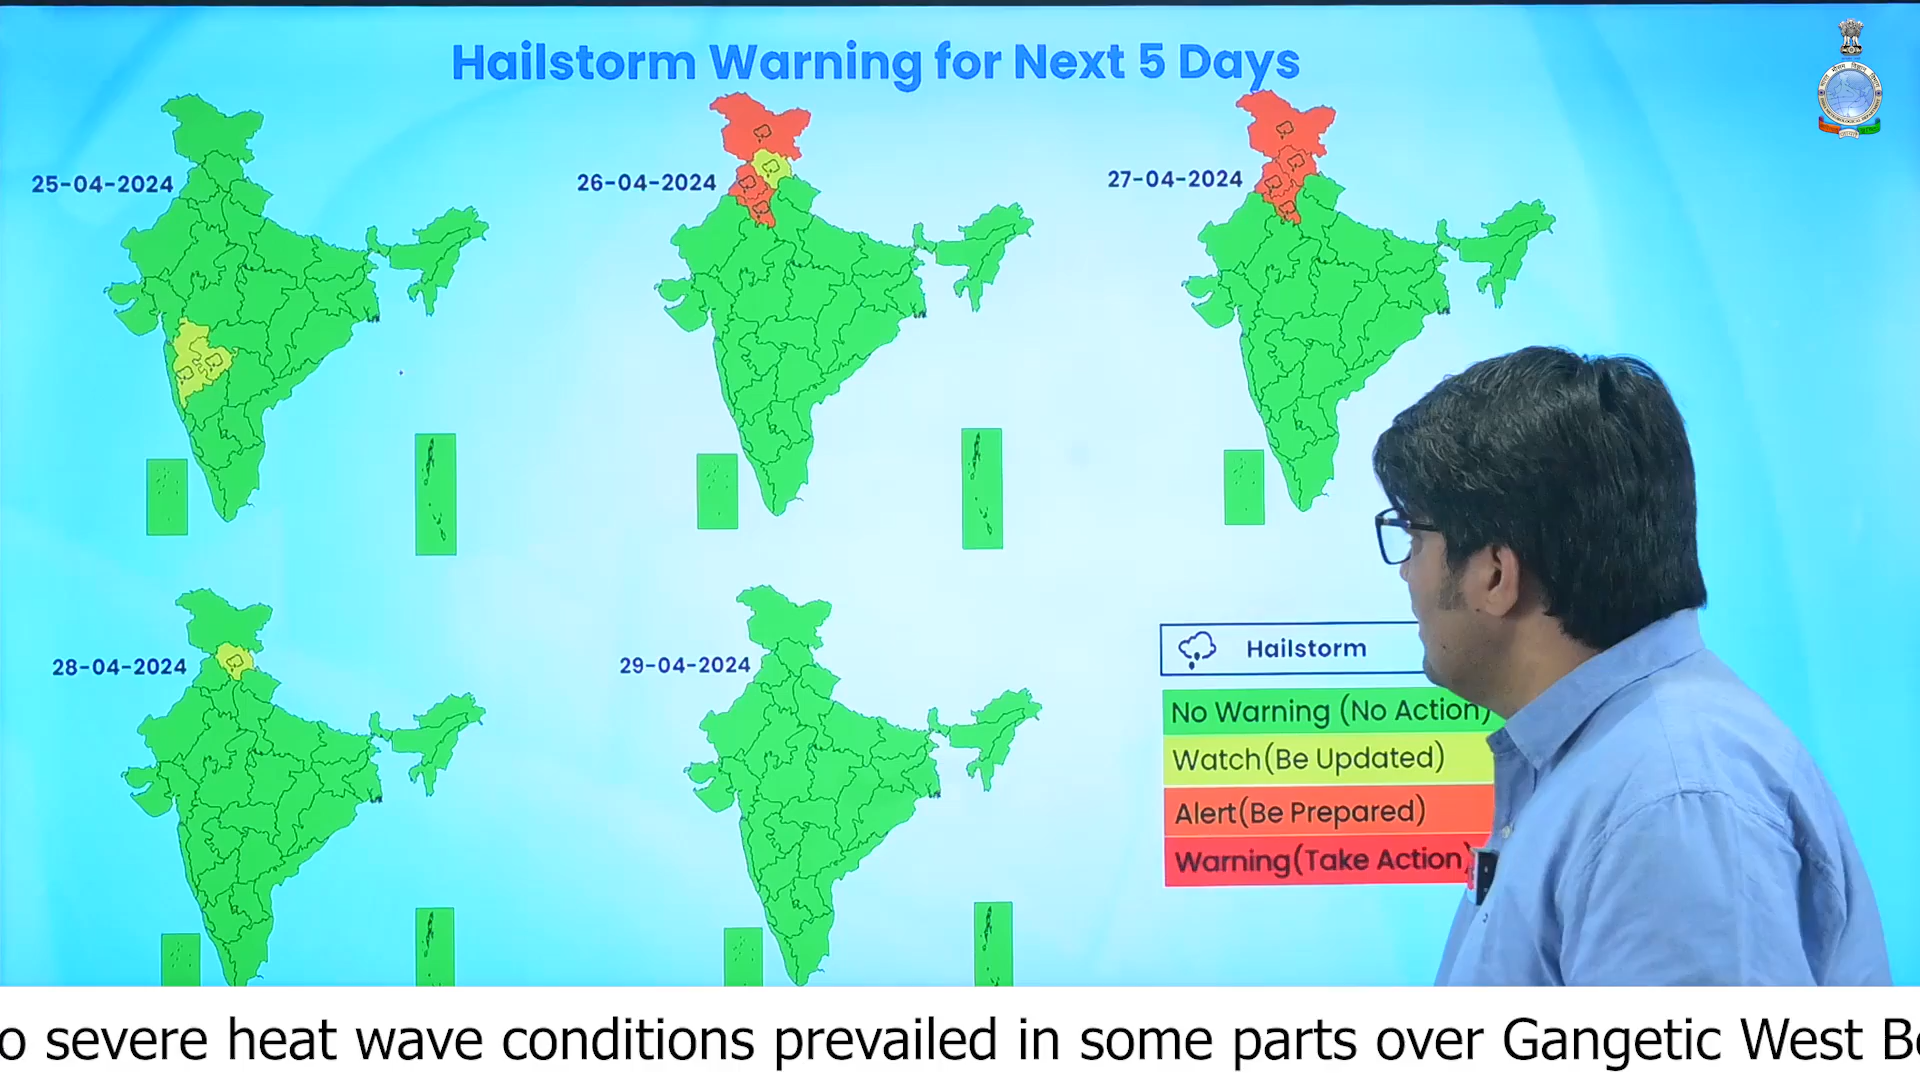 Hailstorm Warning for Next 5 Days
25-04-2024
26-04-2024
27-04-2024
28-04-2024
29-04-2024
Hailstorm
No Warning (No Action)
Watch(Be Updated)
Alert(Be Prepared)
Warning(Take Action)
o severe heat wave conditions prevailed in some parts over Gangetic West Be